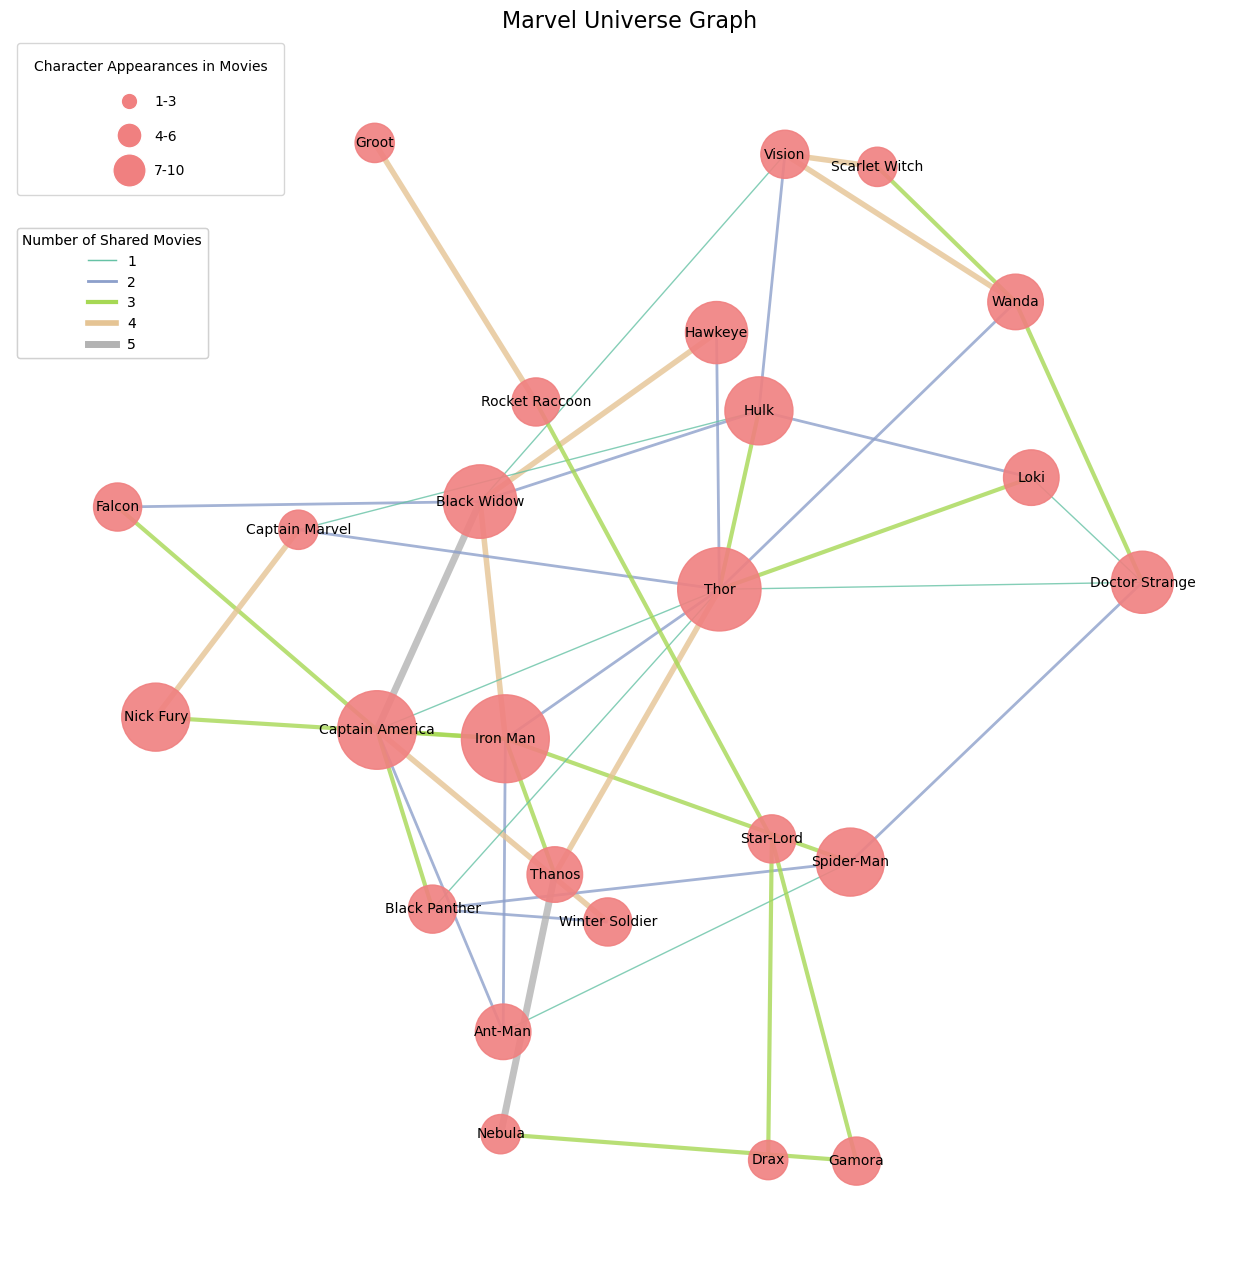 Marvel Universe Graph
Character Appearances in Movies
1-3
4-6
7-10
Number of Shared Movies
1
2
3
4
5
Groot
Vision
Scarlet Witch
Wanda
Hawkeye
Rocket Raccoon
Hulk
Loki
Black Widow
Falcon
Captain Marvel
Doctor Strange
Thor
Nick Fury
Captain America
Iron Man
Star-Lord
Spider-Man
Thanos
Black Panther
Winter Soldier
Ant-Man
Nebula
Drax
Gamora